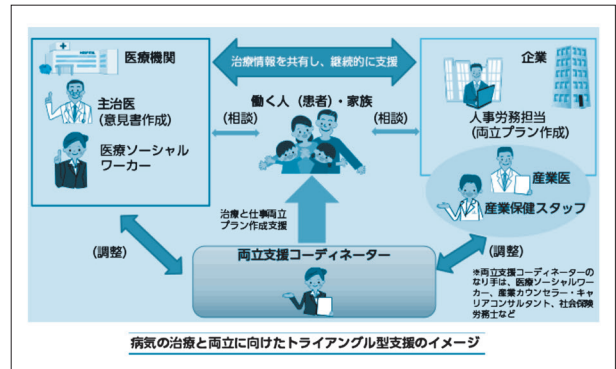 医療機関
治療情報を共有し、継続的に支援
企業
主治医
(意見書作成)
働く人(患者)・家族
(相談)
(相談)
人事労務担当
(両立プラン作成)
医療ソーシャル
ワーカー
産業医
産業保健スタッフ
治療と仕事両立
プラン作成支援
(調整)
両立支援コーディネーター
(調整)
※両立支援コーディネーターの
なり手は、医療ソーシャルワー
カー、産業カウンセラー・キャ
リアコンサルタント、社会保険
労務士など
病気の治療と両立に向けたトライアングル型支援のイメージ